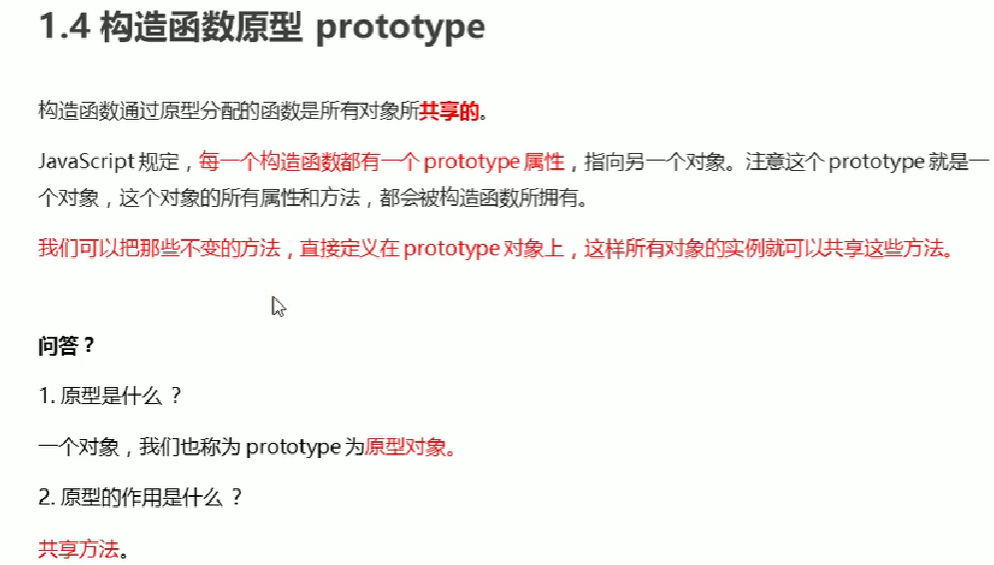 1.4 构造函数原型 prototype
构造函数通过原型分配的函数是所有对象所共享的。
JavaScript 规定，每一个构造函数都有一个 prototype 属性，指向另一个对象。注意这个 prototype 就是一
个对象，这个对象的所有属性和方法，都会被构造函数所拥有。
我们可以把那些不变的方法，直接定义在 prototype 对象上，这样所有对象的实例就可以共享这些方法。
问答？
1. 原型是什么 ？
一个对象，我们也称为 prototype 为原型对象。
2. 原型的作用是什么 ？
共享方法。